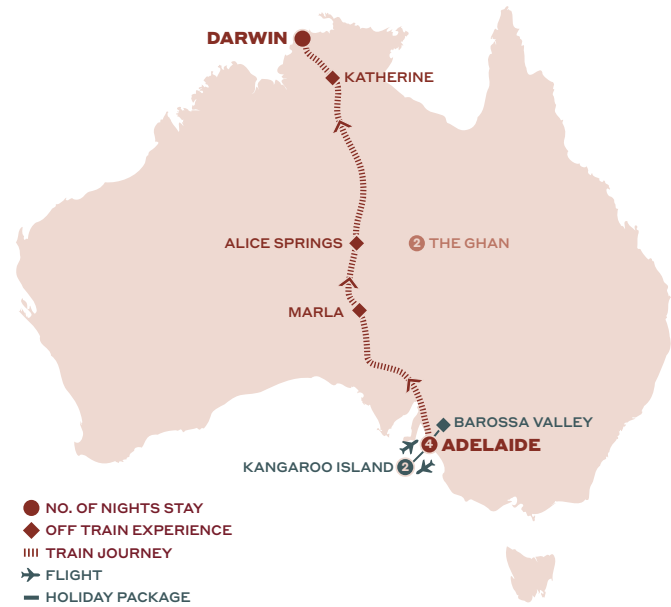 DARWIN
KATHERINE
ALICE SPRINGS
2 THE GHAN
MARLA
BAROSSA VALLEY
4 ADELAIDE
KANGAROO ISLAND 2
NO. OF NIGHTS STAY
OFF TRAIN EXPERIENCE
TRAIN JOURNEY
FLIGHT
HOLIDAY PACKAGE